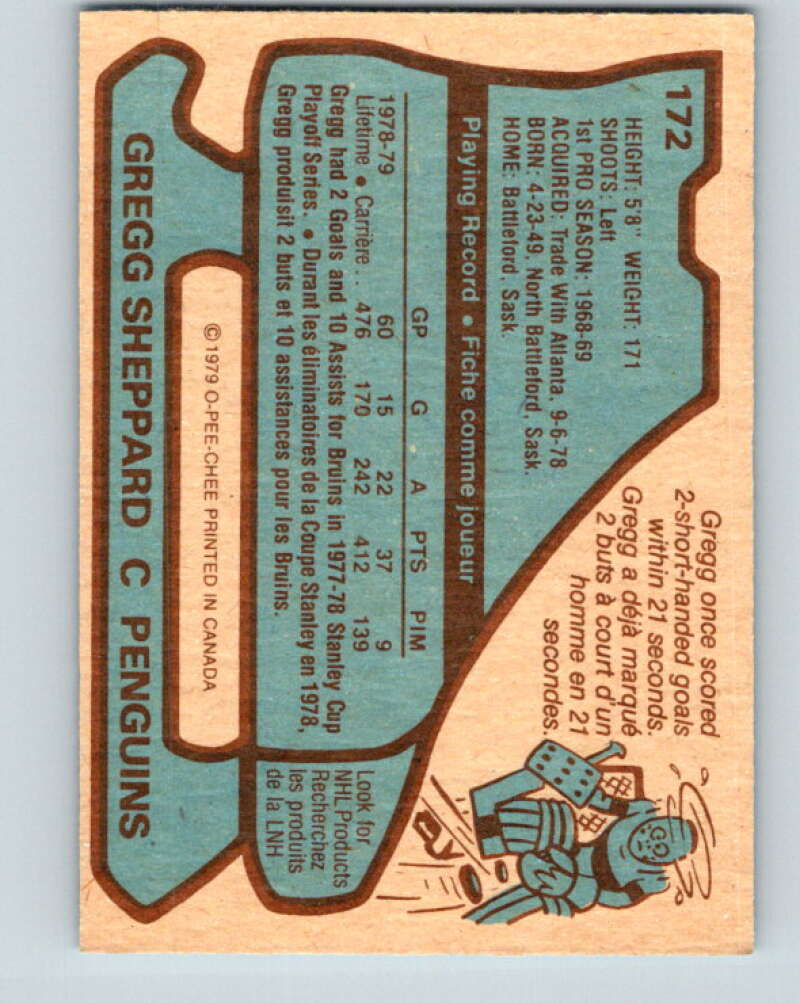 172
HEIGHT: 5'8" WEIGHT: 171
SHOOTS: Left
1st PRO SEASON: 1968-69
ACQUIRED: Trade With Atlanta, 9-6-78
BORN: 4-23-49, North Battleford, Sask.
HOME: Battleford, Sask.
Gregg once scored
2-short-handed goals
within 21 seconds.
Gregg a déjà marqué
2 buts à court d'un
homme en 21
secondes.
Playing Record • Fiche comme joueur
GP G A PTS PIM
1978-79 60 15 22 37 9
Lifetime • Carrière .. 476 170 242 412 139
Gregg had 2 Goals and 10 Assists for Bruins in 1977-78 Stanley Cup
Playoff Series. • Durant les éliminatoires de la Coupe Stanley en 1978,
Gregg produisit 2 buts et 10 assistances pour les Bruins.
Look for
NHL Products
Recherchez
les produits
de la LNH
©1979 O-PEE-CHEE PRINTED IN CANADA
GREGG SHEPPARD C PENGUINS